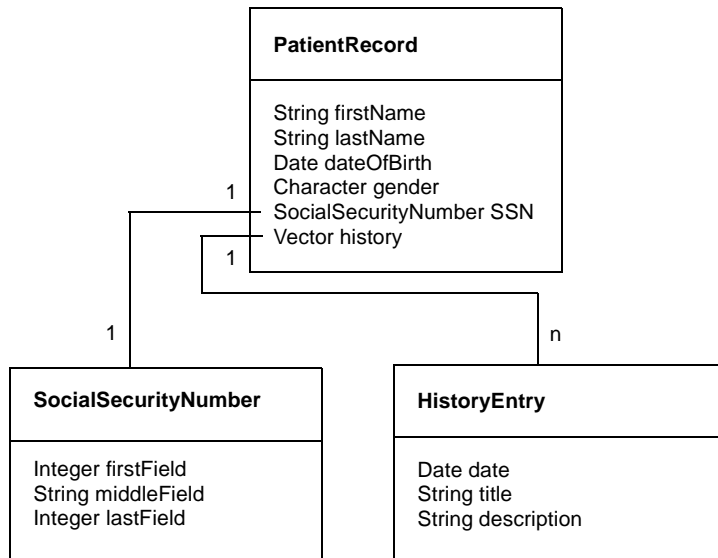 PatientRecord
String firstName
String lastName
Date dateOfBirth
Character gender
1
SocialSecurityNumber SSN
Vector history
1
1
n
SocialSecurityNumber
Integer firstField
String middleField
Integer lastField
HistoryEntry
Date date
String title
String description